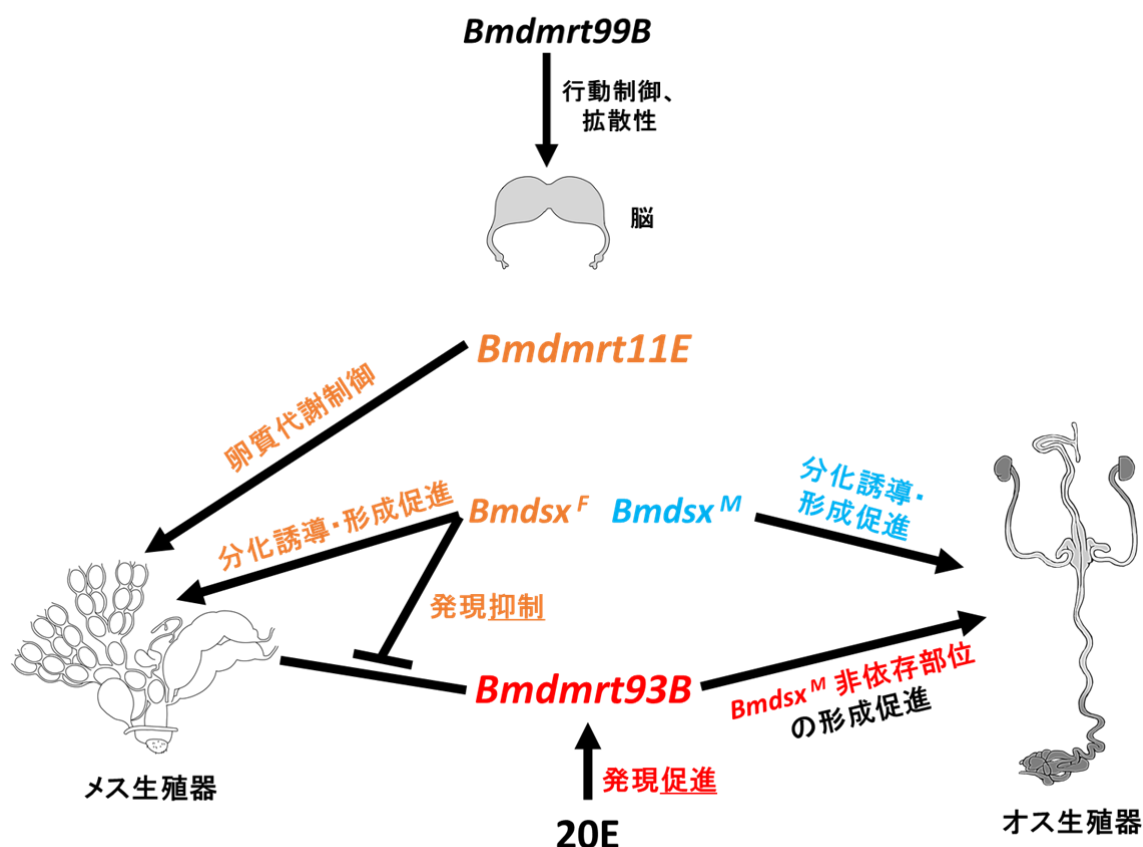 Bmdmrt99B
行動制御、
拡散性
脳
Bmdmrt11E
卵質代謝制御
分化誘導・形成促進
Bmdsx F
Bmdsx M
分化誘導・
形成促進
発現抑制
Bmdmrt93B
Bmdsx M 非依存部位
の形成促進
メス生殖器
発現促進
20E
オス生殖器